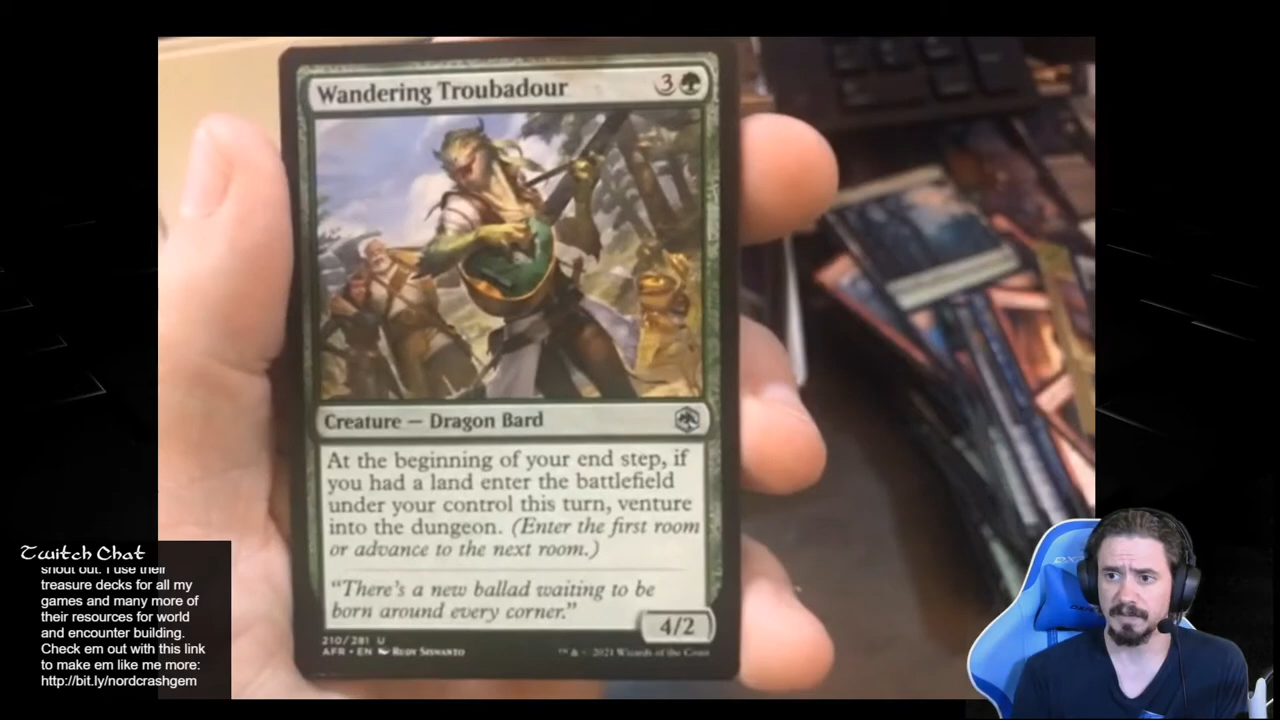 Wandering Troubadour 3
Creature — Dragon Bard
At the beginning of your end step, if
you had a land enter the battlefield
under your control this turn, venture
into the dungeon. (Enter the first room
or advance to the next room.)
"There's a new ballad waiting to be
born around every corner."
4/2
210/281 U
AFR • EN Rudy Siswanto
™ & © 2021 Wizards of the Coast
Twitch Chat
shout out. I use their
treasure decks for all my
games and many more of
their resources for world
and encounter building.
Check em out with this link
to make em like me more:
http://bit.ly/nordcrashgem